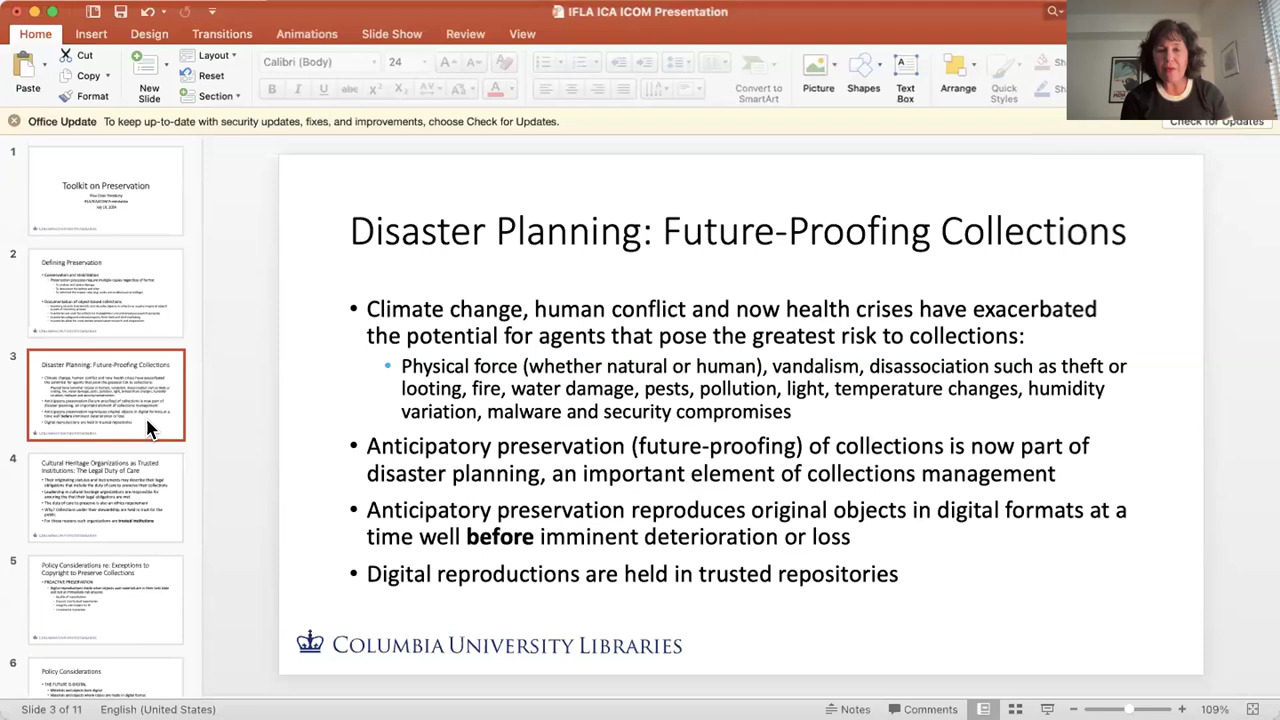 IFLA ICA ICOM Presentation
Home Insert Design Transitions Animations Slide Show Review View
Paste
Cut
Copy
Format
New Slide
Layout
Reset
Section
Calibri (Body) 24
Convert to SmartArt
Picture Shapes Text Box Arrange Quick Styles
Office Update To keep up-to-date with security updates, fixes, and improvements, choose Check for Updates.
Check for Updates
1
Toolkit on Preservation
2
Defining Preservation
3
Disaster Planning: Future-Proofing Collections
4
Cultural Heritage Organizations as Trusted
Institutions: The Legal Duty of Care
5
Policy Considerations re: Exceptions to
Copyright to Preserve Collections
6
Policy Considerations
Disaster Planning: Future-Proofing Collections
• Climate change, human conflict and new health crises have exacerbated
the potential for agents that pose the greatest risk to collections:
• Physical force (whether natural or human), vandalism, disassociation such as theft or
looting, fire, water damage, pests, pollution, light, temperature changes, humidity
variation, malware and security compromises
• Anticipatory preservation (future-proofing) of collections is now part of
disaster planning, an important element of collections management
• Anticipatory preservation reproduces original objects in digital formats at a
time well before imminent deterioration or loss
• Digital reproductions are held in trusted repositories
COLUMBIA UNIVERSITY LIBRARIES
Slide 3 of 11 English (United States) Notes Comments 109%